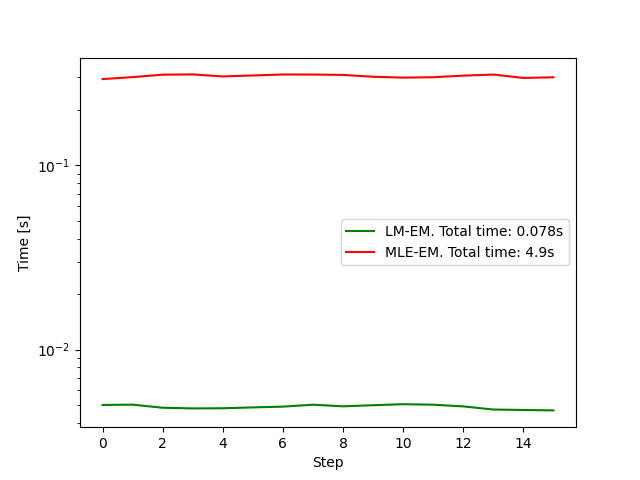 10⁻¹
10⁻²
Time [s]
LM-EM. Total time: 0.078s
MLE-EM. Total time: 4.9s
0 2 4 6 8 10 12 14
Step